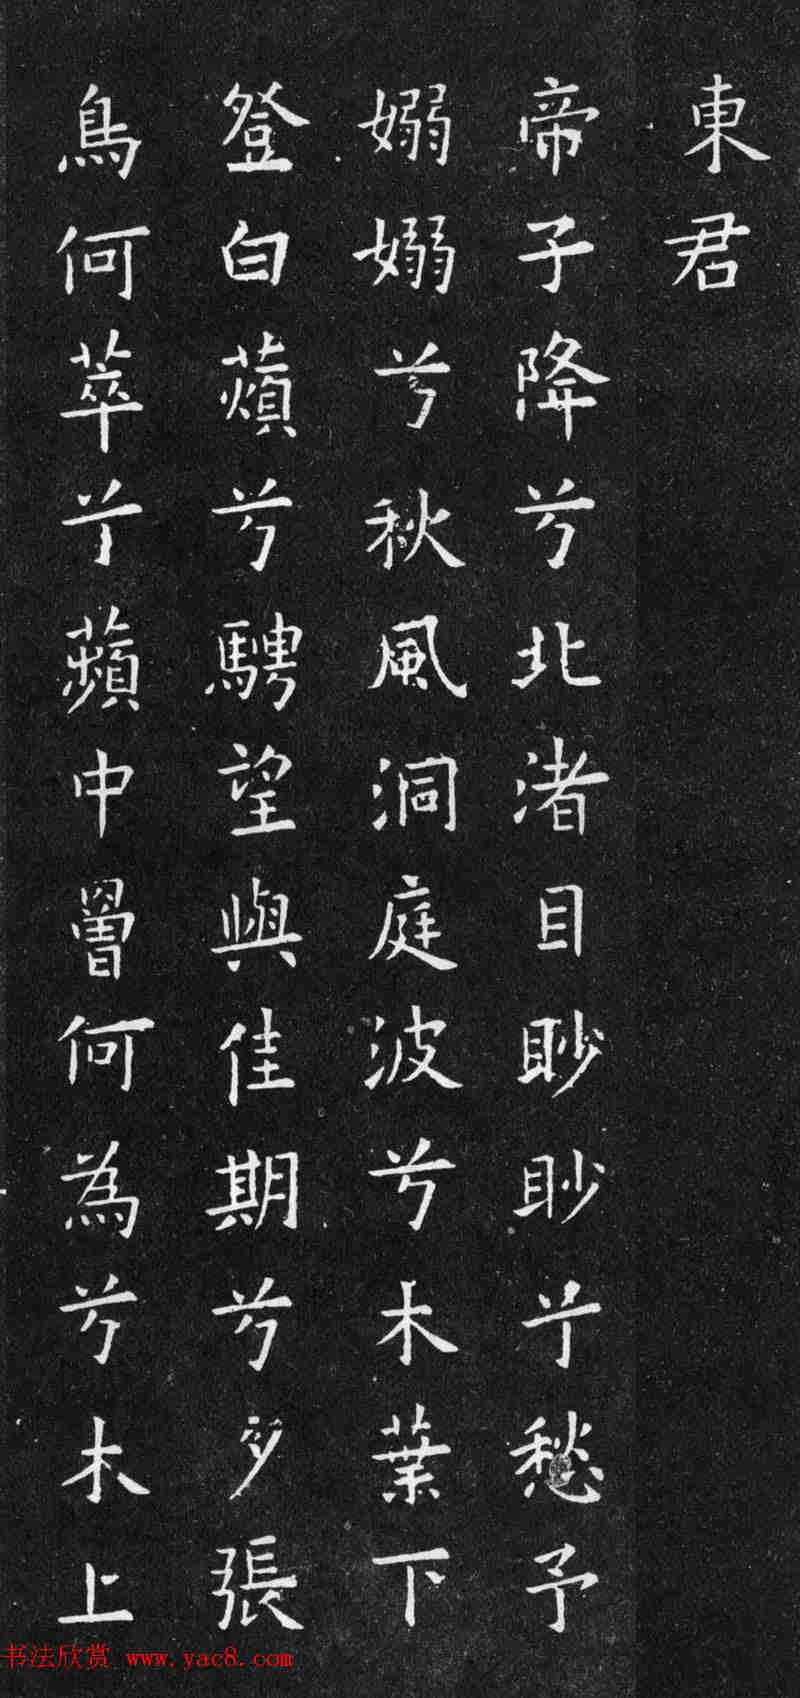 東君
帝子降兮北渚目眇眇兮愁予
嫋嫋兮秋風洞庭波兮木葉下
登白薠兮騁望與佳期兮夕張
鳥何萃兮蘋中罾何為兮木上
书法欣赏 www.yac8.com